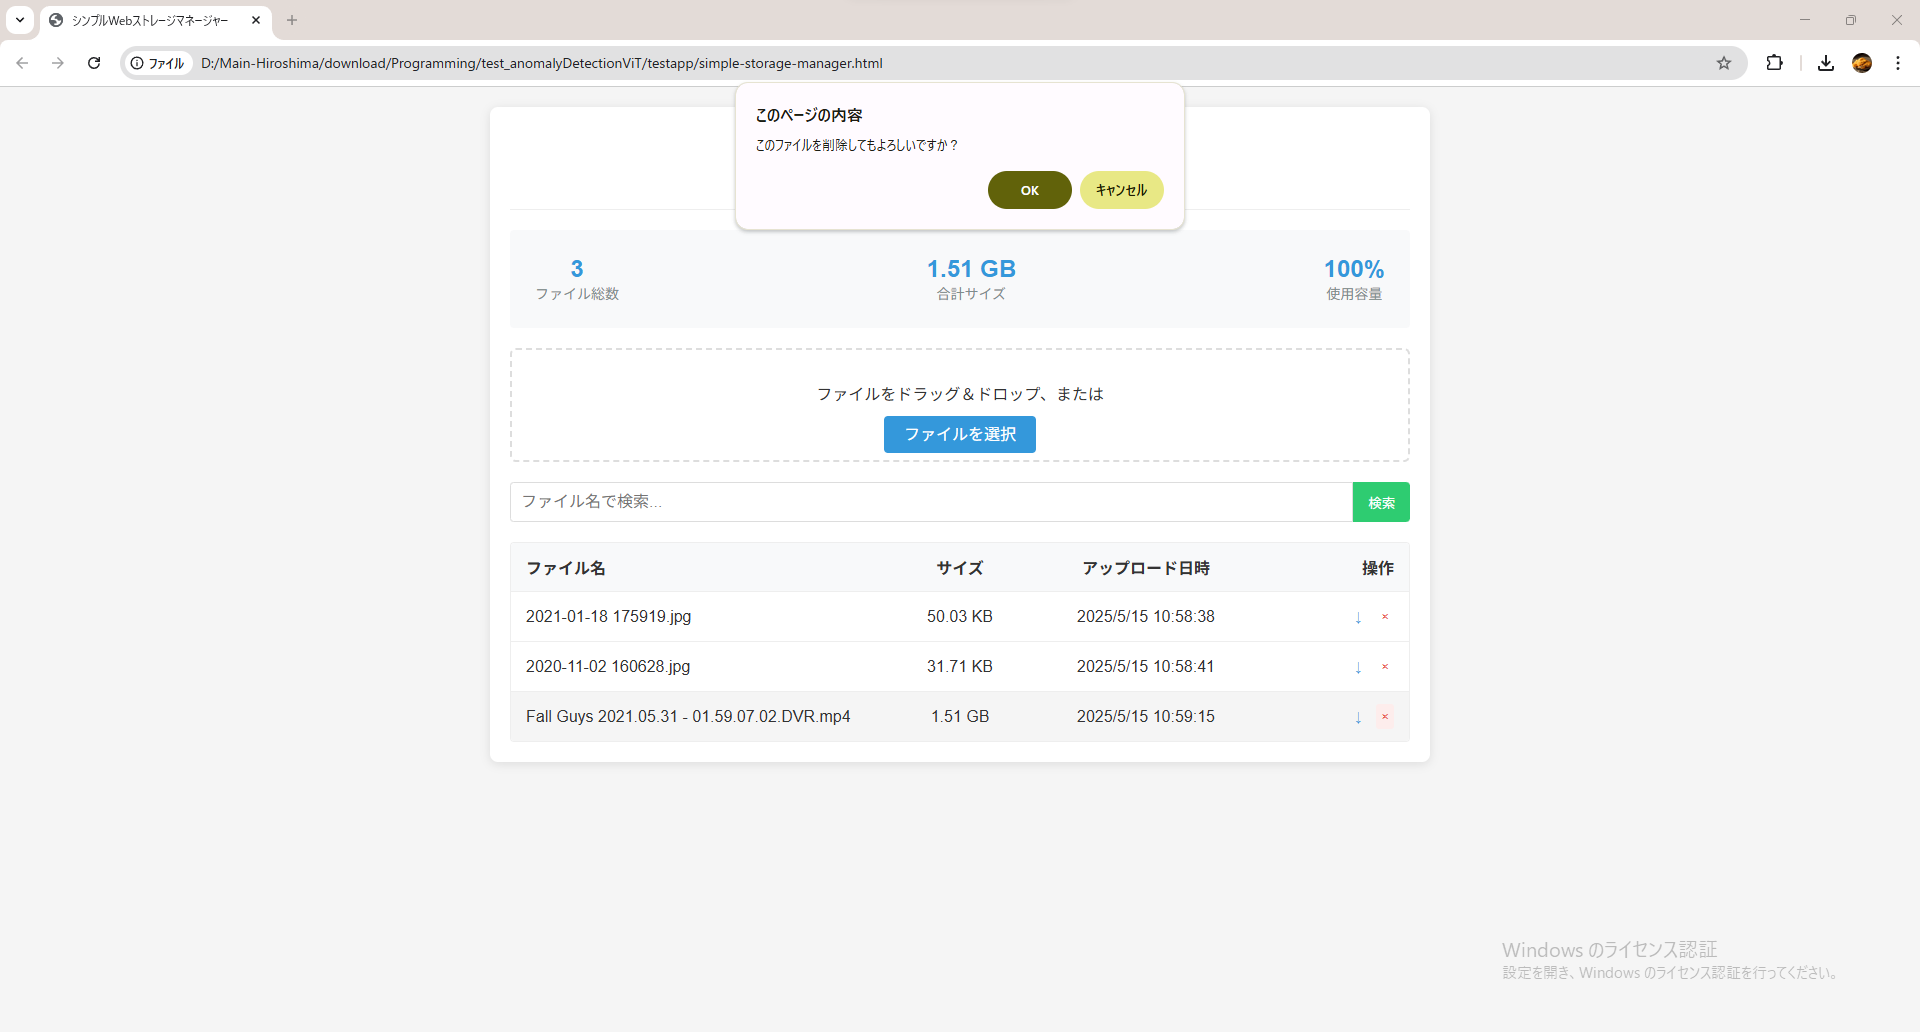 シンプルWebストレージマネージャー
ファイル
D:/Main-Hiroshima/download/Programming/test_anomalyDetectionViT/testapp/simple-storage-manager.html
このページの内容
このファイルを削除してもよろしいですか？
OK
キャンセル
3
ファイル総数
1.51 GB
合計サイズ
100%
使用容量
ファイルをドラッグ＆ドロップ、または
ファイルを選択
ファイル名で検索...
検索
ファイル名 サイズ アップロード日時 操作
2021-01-18 175919.jpg 50.03 KB 2025/5/15 10:58:38 ↓ ×
2020-11-02 160628.jpg 31.71 KB 2025/5/15 10:58:41 ↓ ×
Fall Guys 2021.05.31 - 01.59.07.02.DVR.mp4 1.51 GB 2025/5/15 10:59:15 ↓ ×
Windows のライセンス認証
設定を開き、Windows のライセンス認証を行ってください。